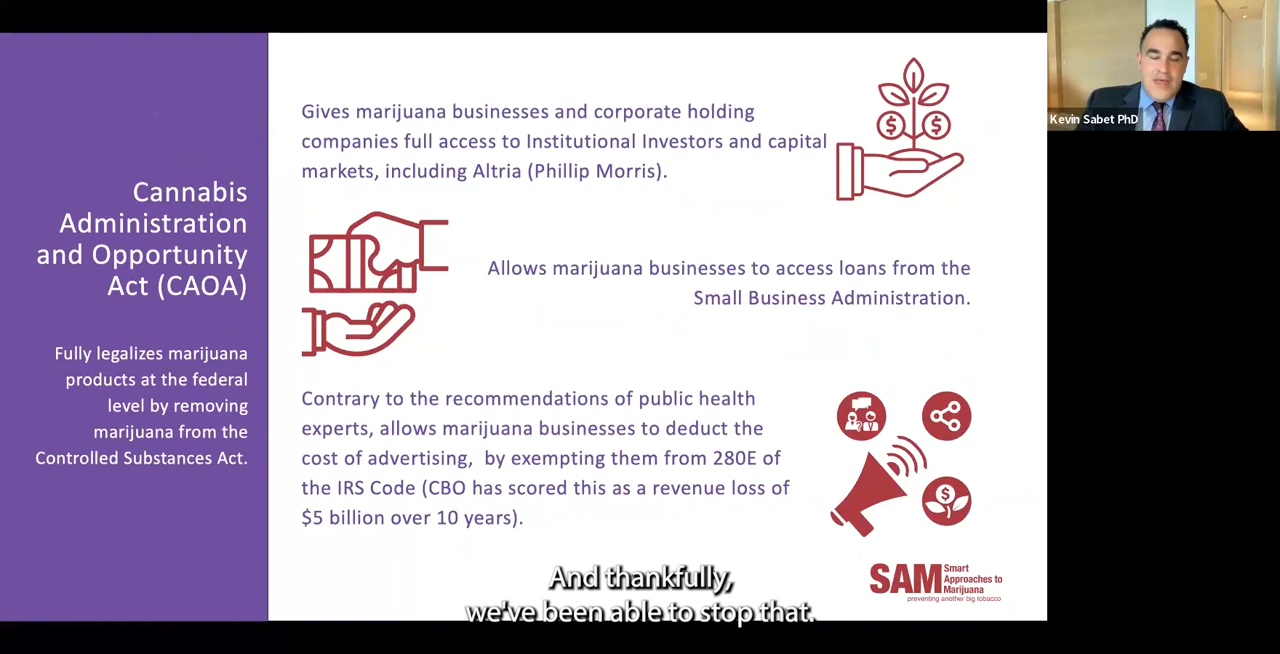 Cannabis
Administration
and Opportunity
Act (CAOA)
Fully legalizes marijuana
products at the federal
level by removing
marijuana from the
Controlled Substances Act.
Gives marijuana businesses and corporate holding
companies full access to Institutional Investors and capital
markets, including Altria (Phillip Morris).
Allows marijuana businesses to access loans from the
Small Business Administration.
Contrary to the recommendations of public health
experts, allows marijuana businesses to deduct the
cost of advertising,  by exempting them from 280E of
the IRS Code (CBO has scored this as a revenue loss of
$5 billion over 10 years).
SAM
Smart
Approaches to
Marijuana
preventing another big tobacco
And thankfully,
we've been able to stop that.
Kevin Sabet PhD